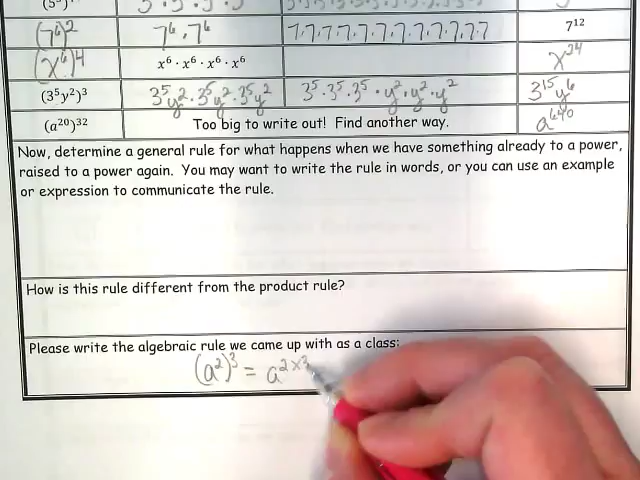 (7⁶)² 7⁶ · 7⁶ 7·7·7·7·7·7·7·7·7·7·7·7 7¹²
(x⁶)⁴ x⁶ · x⁶ · x⁶ · x⁶ x²⁴
(3⁵y²)³ 3⁵y² · 3⁵y² · 3⁵y² 3⁵ · 3⁵ · 3⁵ · y² · y² · y² 3¹⁵y⁶
(a²⁰)³² Too big to write out! Find another way. a⁶⁴⁰
Now, determine a general rule for what happens when we have something already to a power,
raised to a power again. You may want to write the rule in words, or you can use an example
or expression to communicate the rule.
How is this rule different from the product rule?
Please write the algebraic rule we came up with as a class:
(a²)³ = a²ˣ³